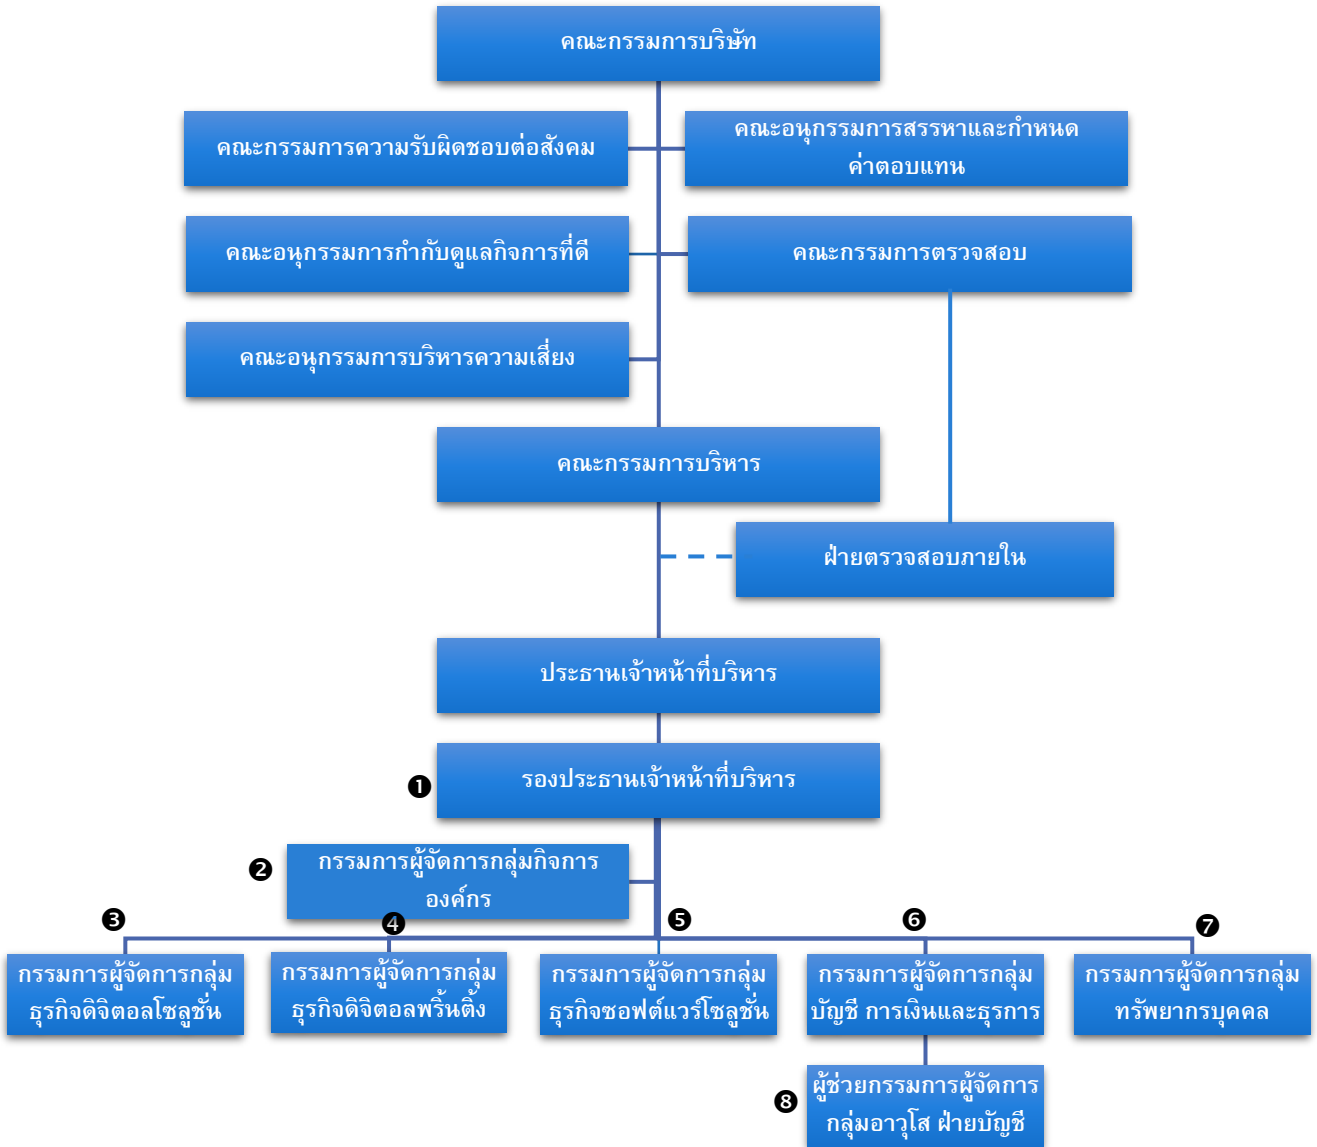 คณะกรรมการบริษัท
คณะกรรมการความรับผิดชอบต่อสังคม
คณะอนุกรรมการสรรหาและกำหนด
ค่าตอบแทน
คณะอนุกรรมการกำกับดูแลกิจการที่ดี
คณะกรรมการตรวจสอบ
คณะอนุกรรมการบริหารความเสี่ยง
คณะกรรมการบริหาร
ฝ่ายตรวจสอบภายใน
ประธานเจ้าหน้าที่บริหาร
❶
รองประธานเจ้าหน้าที่บริหาร
❷
กรรมการผู้จัดการกลุ่มกิจการ
องค์กร
❸
กรรมการผู้จัดการกลุ่ม
ธุรกิจดิจิตอลโซลูชั่น
❹
กรรมการผู้จัดการกลุ่ม
ธุรกิจดิจิตอลพริ้นติ้ง
❺
กรรมการผู้จัดการกลุ่ม
ธุรกิจซอฟต์แวร์โซลูชั่น
❻
กรรมการผู้จัดการกลุ่ม
บัญชี การเงินและธุรการ
❼
กรรมการผู้จัดการกลุ่ม
ทรัพยากรบุคคล
❽
ผู้ช่วยกรรมการผู้จัดการ
กลุ่มอาวุโส ฝ่ายบัญชี